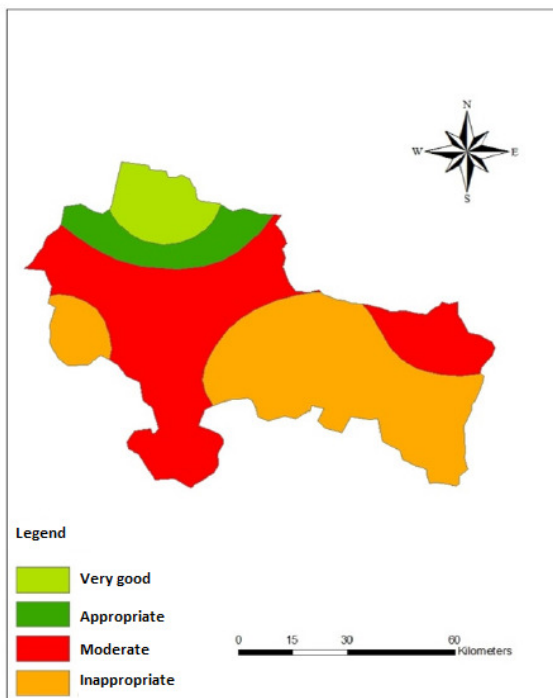 N
W E
S
Legend
Very good
Appropriate
Moderate
Inappropriate
0 15 30 60
Kilometers